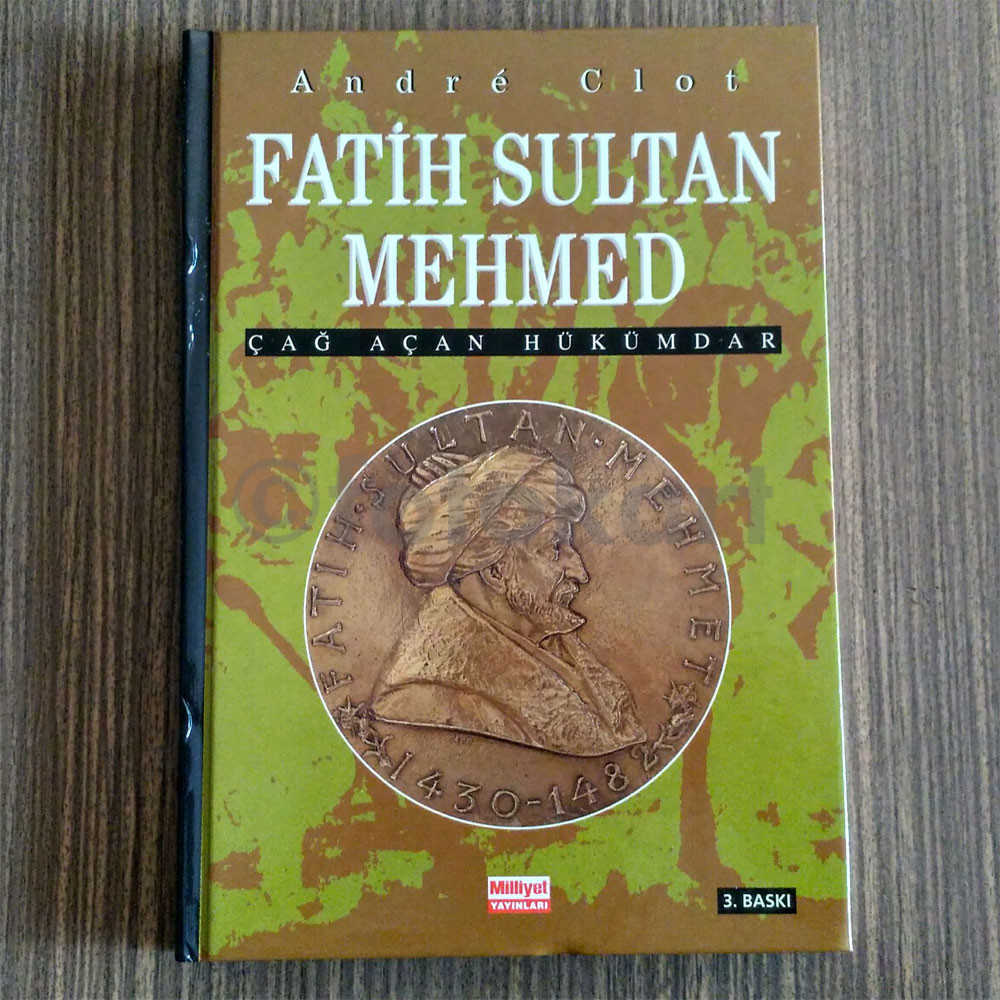 André Clot
FATİH SULTAN
MEHMED
ÇAĞ AÇAN HÜKÜMDAR
FATIH·SULTAN·MEHMET
1430-1482
Milliyet
YAYINLARI
3. BASKI